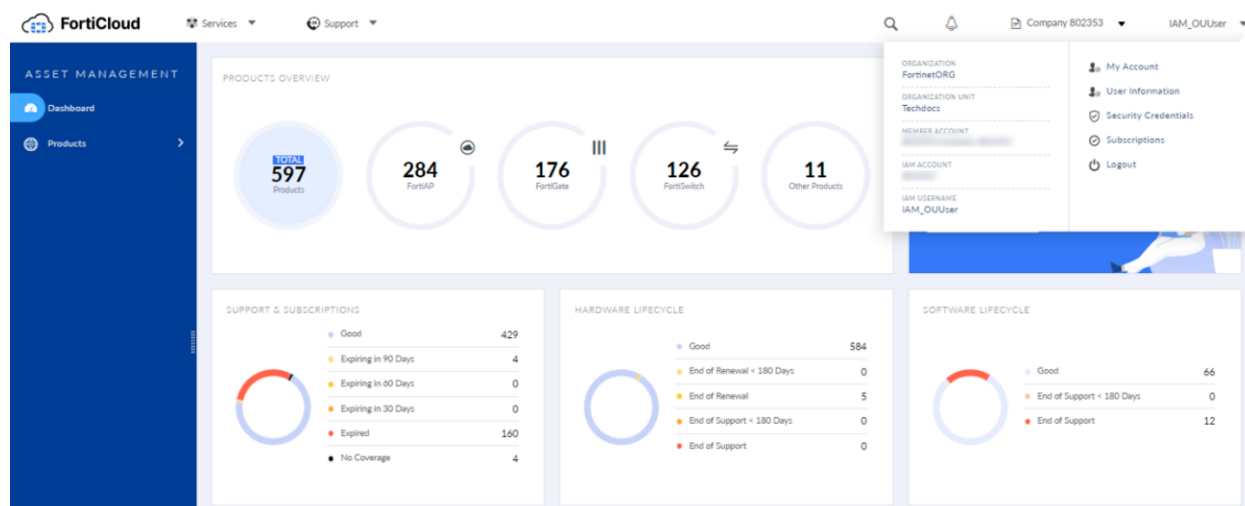 FortiCloud
Services
Support
Company 802353
IAM_OUUser
ASSET MANAGEMENT
Dashboard
Products
PRODUCTS OVERVIEW
TOTAL
597
Products
284
FortiAP
176
FortiGate
126
FortiSwitch
11
Other Products
ORGANIZATION
FortinetORG
ORGANIZATION UNIT
Techdocs
MEMBER ACCOUNT
IAM ACCOUNT
IAM USERNAME
IAM_OUUser
My Account
User Information
Security Credentials
Subscriptions
Logout
SUPPORT & SUBSCRIPTIONS
Good 429
Expiring in 90 Days 4
Expiring in 60 Days 0
Expiring in 30 Days 0
Expired 160
No Coverage 4
HARDWARE LIFECYCLE
Good 584
End of Renewal < 180 Days 0
End of Renewal 5
End of Support < 180 Days 0
End of Support 0
SOFTWARE LIFECYCLE
Good 66
End of Support < 180 Days 0
End of Support 12